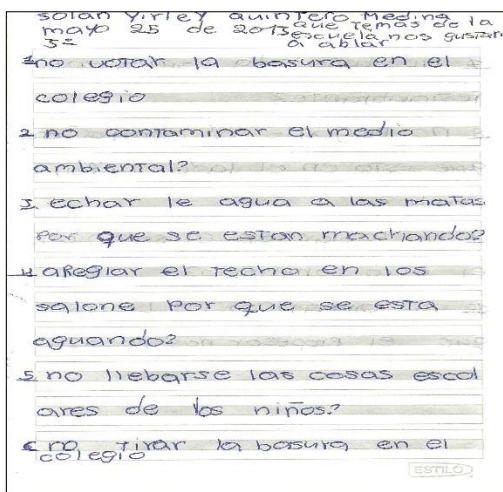 solan Yirley quintero Medina
mayo 25 de 2013 que temas de la
5º escuela nos gustan
a ablar
1 no votar la basura en el
colegio
2 no contaminar el medio
ambiental?
3. echar le agua a las matas
por que se estan machando?
4 aReglar el techo en los
salone por que se esta
aguando?
5 no llebarse las cosas escol
ares de los niños?
6 no tirar la basura en el
colegio
ESTILO